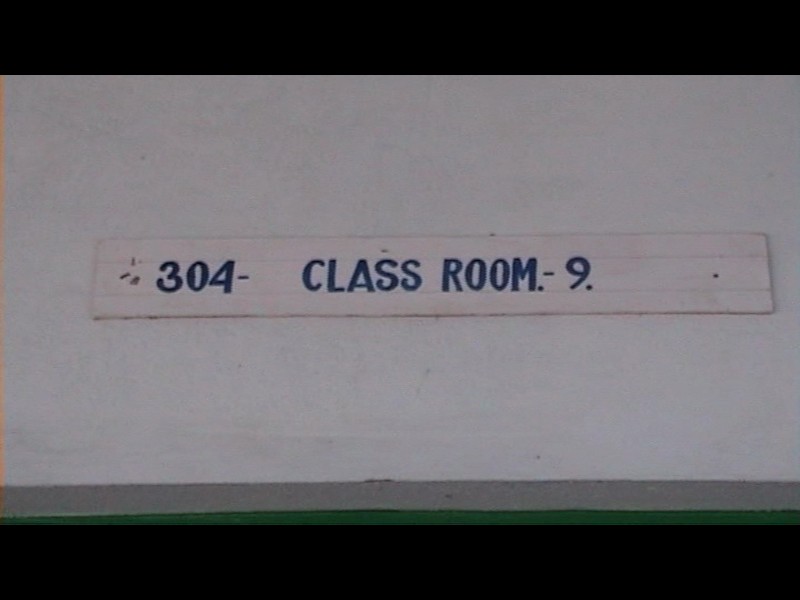 304- CLASS ROOM.- 9.